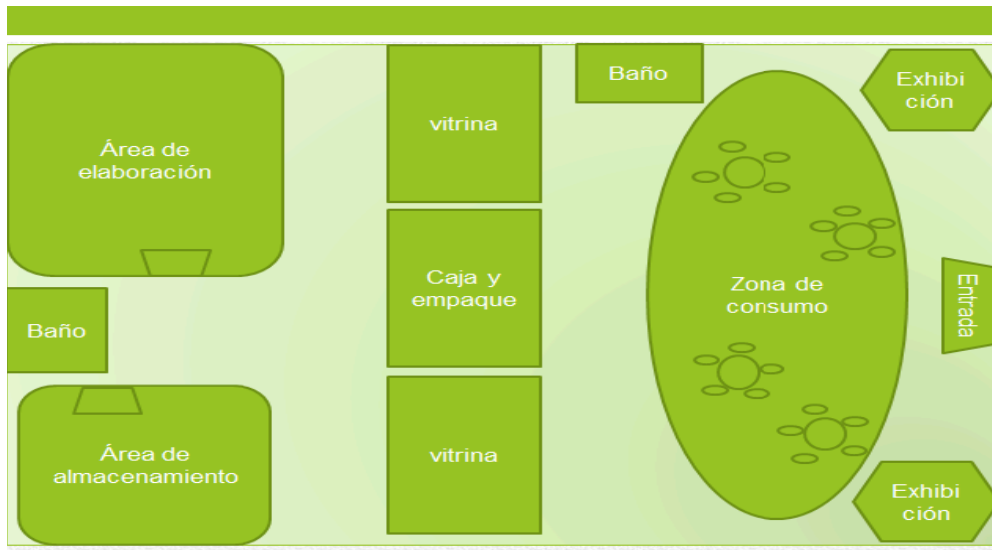 Área de
elaboración
vitrina
Baño
Exhibi
ción
Caja y
empaque
Zona de
consumo
Entrada
Baño
Área de
almacenamiento
vitrina
Exhibi
ción